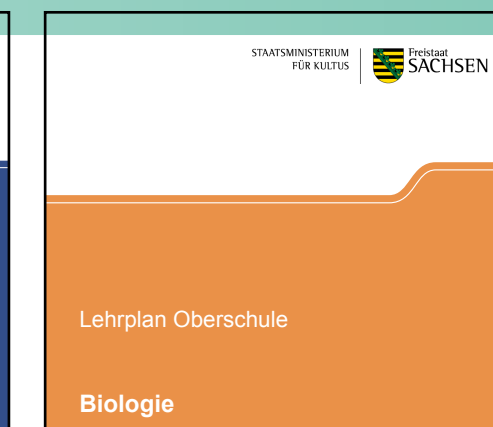 STAATSMINISTERIUM
FÜR KULTUS
Freistaat
SACHSEN
Lehrplan Oberschule
Biologie